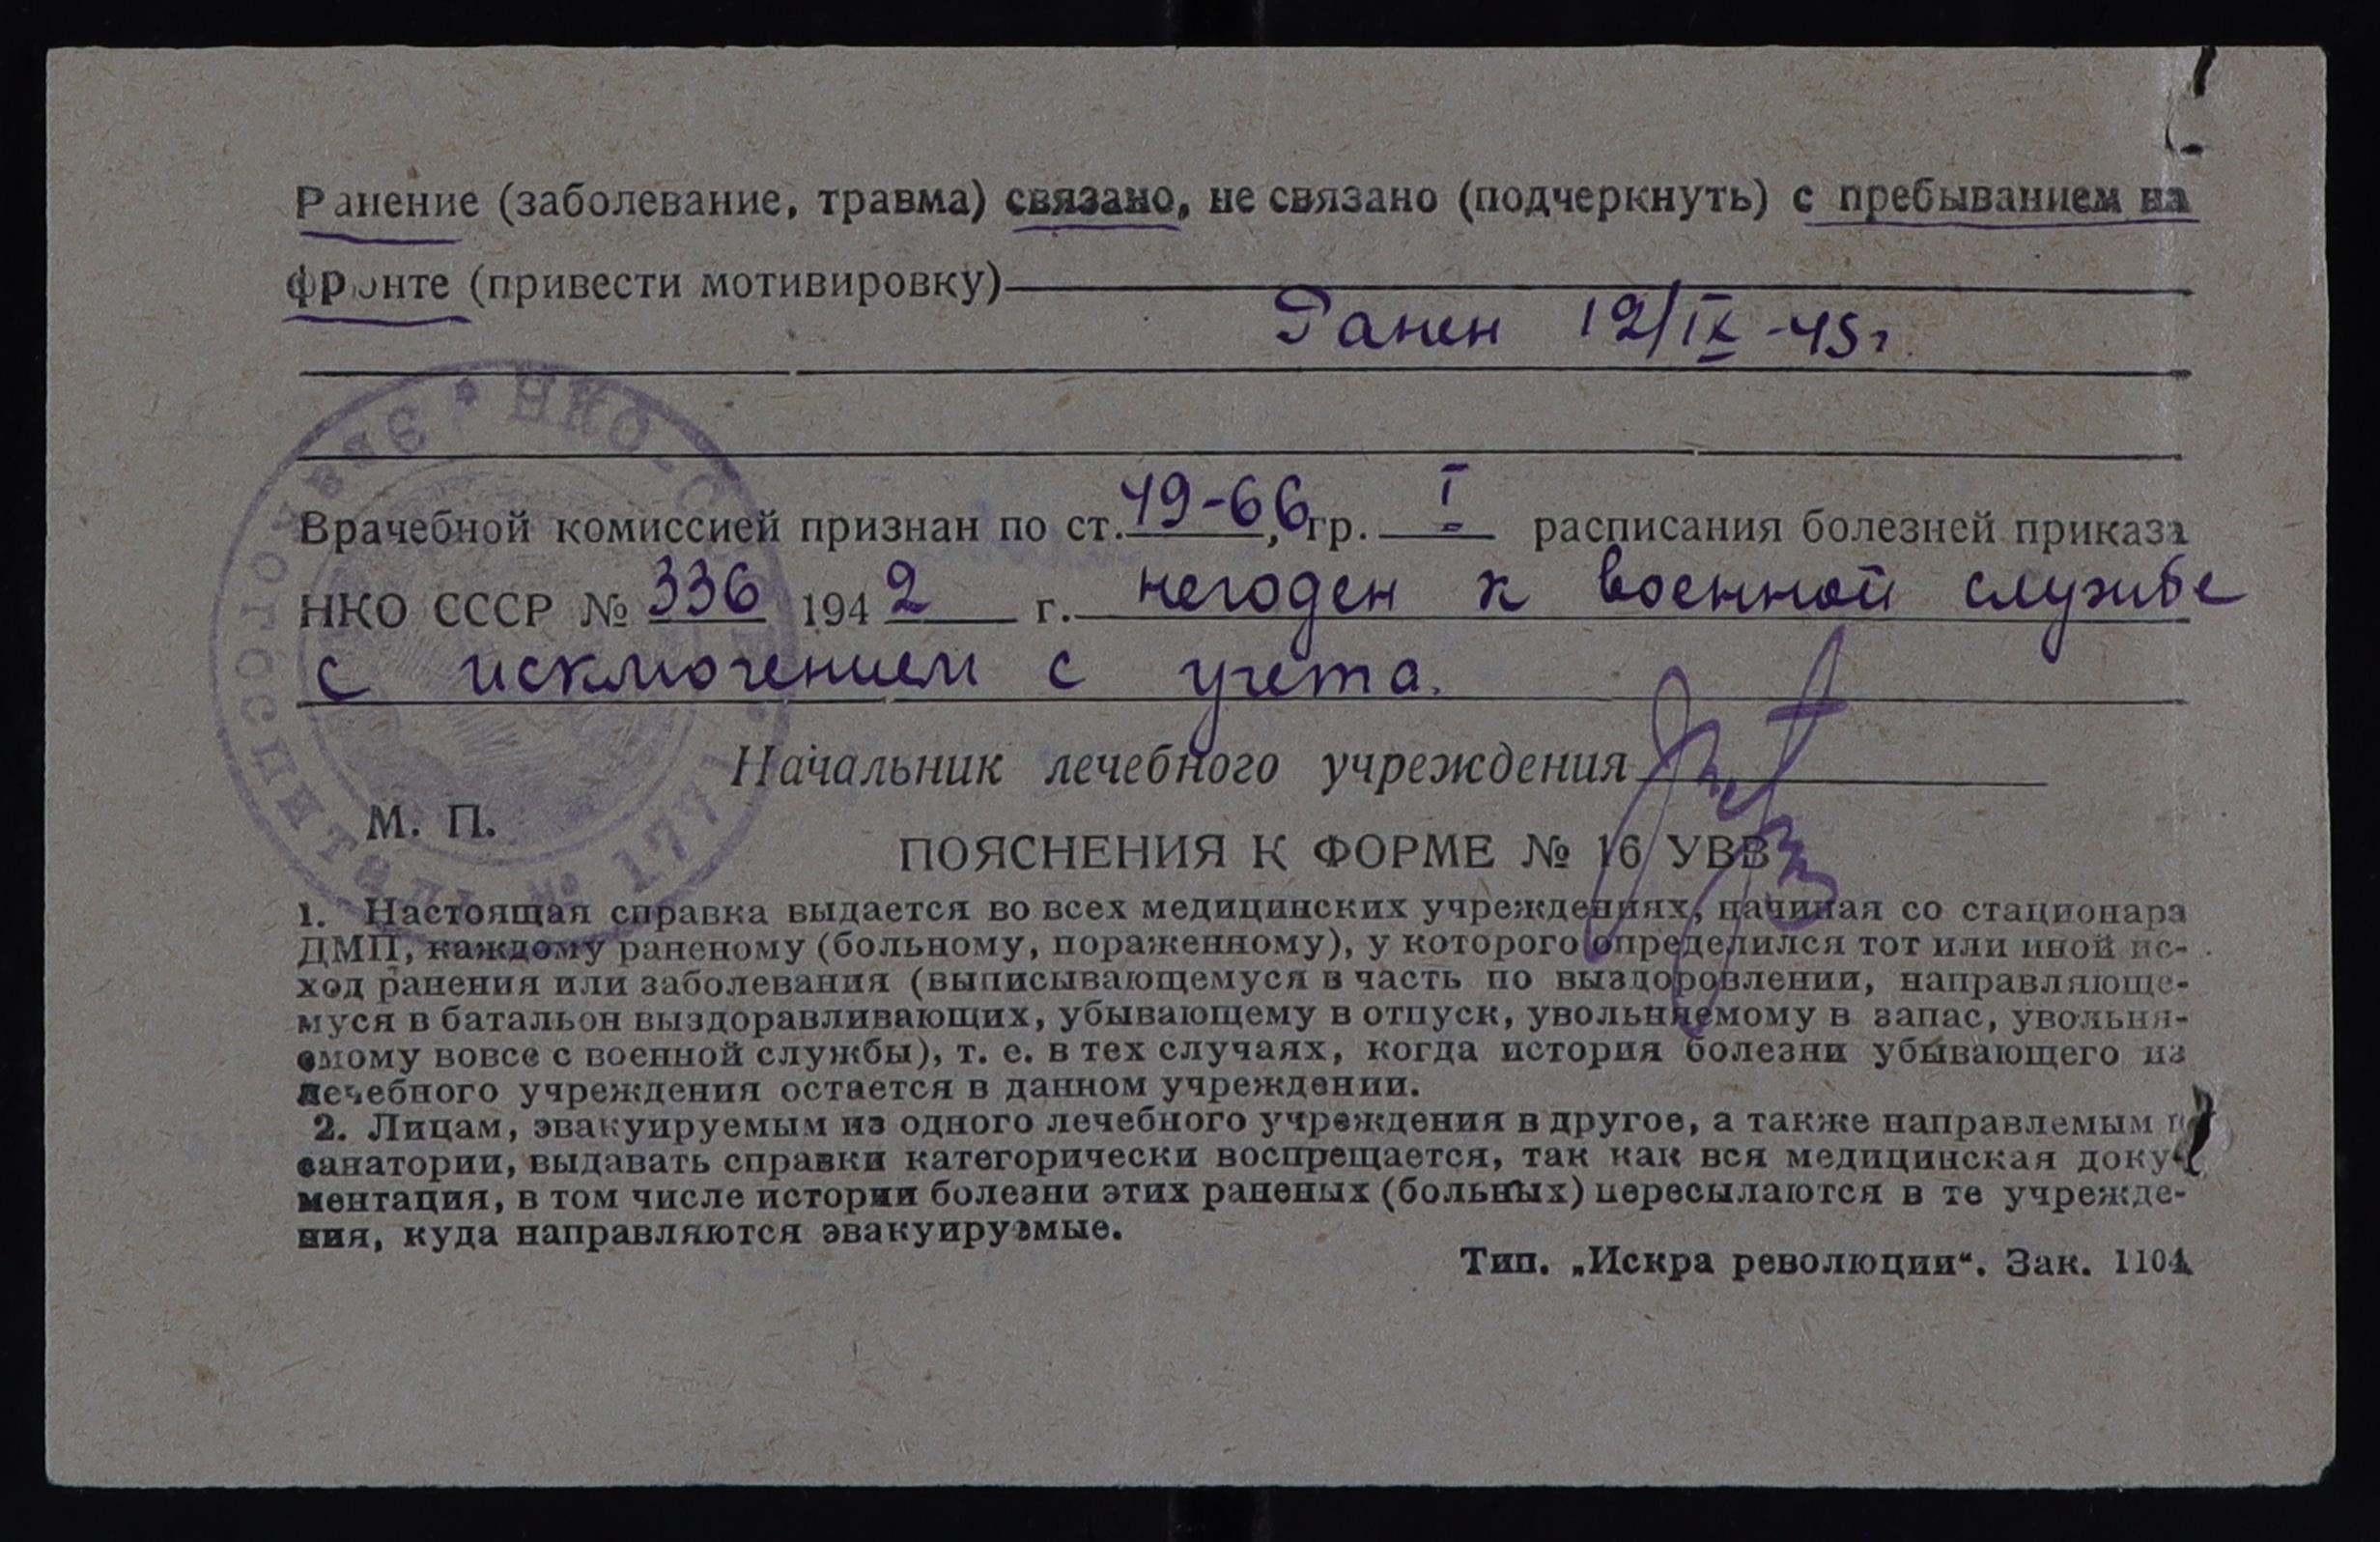 Ранение (заболевание, травма) связано, не связано (подчеркнуть) с пребыванием на
фронте (привести мотивировку)
Ранен 12/IX-43г.
Врачебной комиссией признан по ст. 49-66, гр. I расписания болезней приказа
НКО СССР № 336 1942 г. негоден к военной службе
с исключением с учета.
Начальник лечебного учреждения
М. П.
НКО-СССР • ЭВАКОГОСПИТАЛЬ № 1771
ПОЯСНЕНИЯ К ФОРМЕ № 16 УВВ
1. Настоящая справка выдается во всех медицинских учреждениях, начиная со стационара
ДМП, каждому раненому (больному, пораженному), у которого определился тот или иной ис-
ход ранения или заболевания (выписывающемуся в часть по выздоровлении, направляюще-
муся в батальон выздоравливающих, убывающему в отпуск, увольняемому в запас, увольня-
емому вовсе с военной службы), т. е. в тех случаях, когда история болезни убывающего из
лечебного учреждения остается в данном учреждении.
2. Лицам, эвакуируемым из одного лечебного учреждения в другое, а также направлемым в
санатории, выдавать справки категорически воспрещается, так как вся медицинская доку-
ментация, в том числе истории болезни этих раненых (больных) пересылаются в те учрежде-
ния, куда направляются эвакуируемые.
Тип. „Искра революции“. Зак. 1104